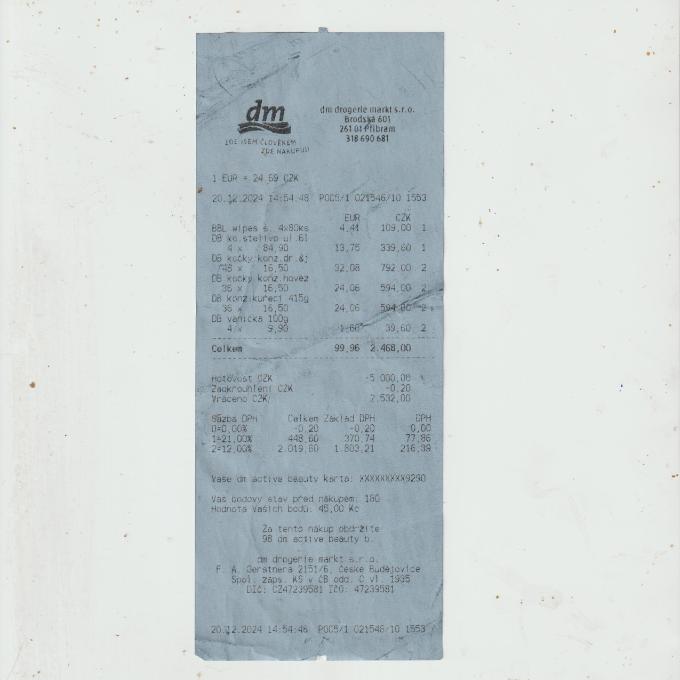 dm
ZDE JSEM ČLOVĚKEM
ZDE NAKUPUJI
dm drogerie markt s.r.o.
Brodská 601
261 01 Příbram
318 690 681
1 EUR = 24,69 CZK
20.12.2024 14:54:46 POC5/1 021546/10 1553
EUR CZK
BBL wipes s. 4x80ks 4,41 109,00 1
DB ko.stelivo ul.6l
4 x 84,90 13,75 339,60 1
DB kočky konz.dr.&j
48 x 16,50 32,08 792,00 2
DB kočky konz.hověz
36 x 16,50 24,06 594,00 2
DB konz.kuřecí 415g
36 x 16,50 24,06 594,00 2
DB vanička 100g
4 x 9,90 1,60 39,60 2
Celkem 99,96 2.468,00
Hotovost CZK -5 000,00
Zaokrouhlení CZK -0,20
Vráceno CZK 2.532,00
Sazba DPH Celkem Základ DPH DPH
0=0,00% -0,20 -0,20 0,00
1=21,00% 448,60 370,74 77,86
2=12,00% 2.019,60 1.803,21 216,39
Vaše dm active beauty karta: XXXXXXXXX9290
Váš bodový stav před nákupem: 180
Hodnota Vašich bodů: 45,00 Kč
Za tento nákup obdržíte
98 dm active beauty b.
dm drogerie markt s.r.o.
F. A. Gerstnera 2151/6, České Budějovice
Spol. zaps. KS v ČB odd. C vl. 1935
DIČ: CZ47239581 IČO: 47239581
20.12.2024 14:54:46 POC5/1 021546/10 1553